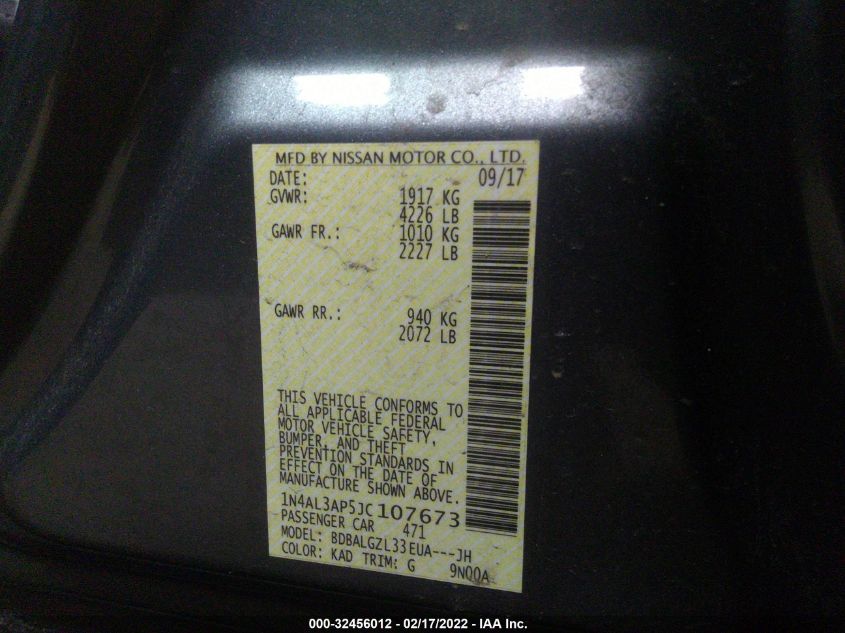 MFD BY NISSAN MOTOR CO., LTD.
DATE: 09/17
GVWR: 1917 KG
4226 LB
GAWR FR.: 1010 KG
2227 LB
GAWR RR.: 940 KG
2072 LB
THIS VEHICLE CONFORMS TO
ALL APPLICABLE FEDERAL
MOTOR VEHICLE SAFETY,
BUMPER, AND THEFT
PREVENTION STANDARDS IN
EFFECT ON THE DATE OF
MANUFACTURE SHOWN ABOVE.
1N4AL3AP5JC107673
PASSENGER CAR 471
MODEL: BDBALGZL33EUA---JH
COLOR: KAD TRIM: G 9N00A
000-32456012 - 02/17/2022 - IAA Inc.